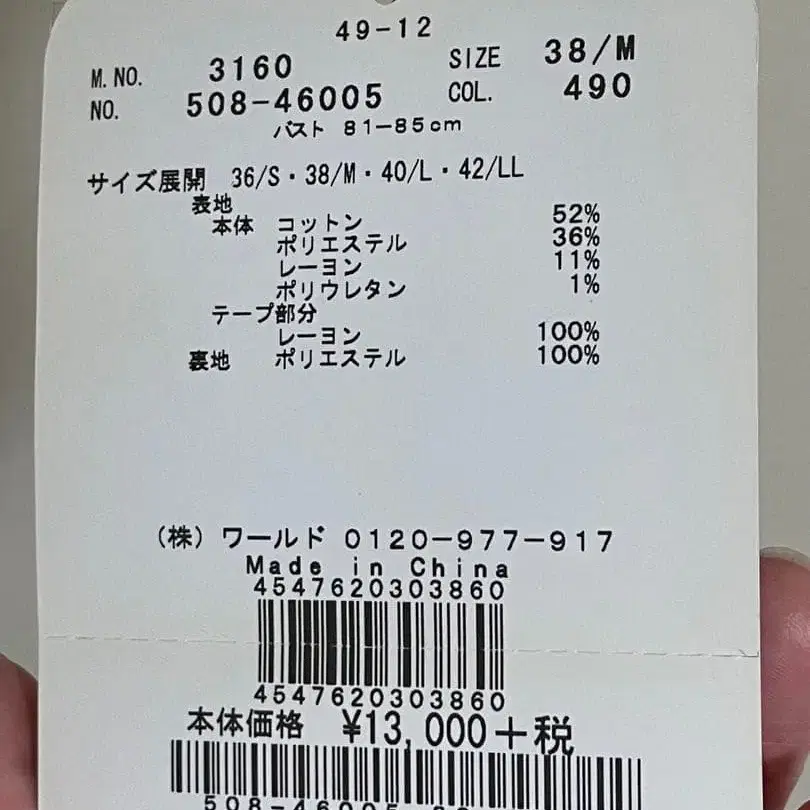 49-12
M.NO. 3160 SIZE 38/M
NO. 508-46005 COL. 490
バスト 81-85cm
サイズ展開 36/S・38/M・40/L・42/LL
表地
本体 コットン 52%
ポリエステル 36%
レーヨン 11%
ポリウレタン 1%
テープ部分
レーヨン 100%
裏地 ポリエステル 100%
(株)ワールド 0120-977-917
Made in China
4547620303860
4547620303860
本体価格 ¥13,000+税
508-46005